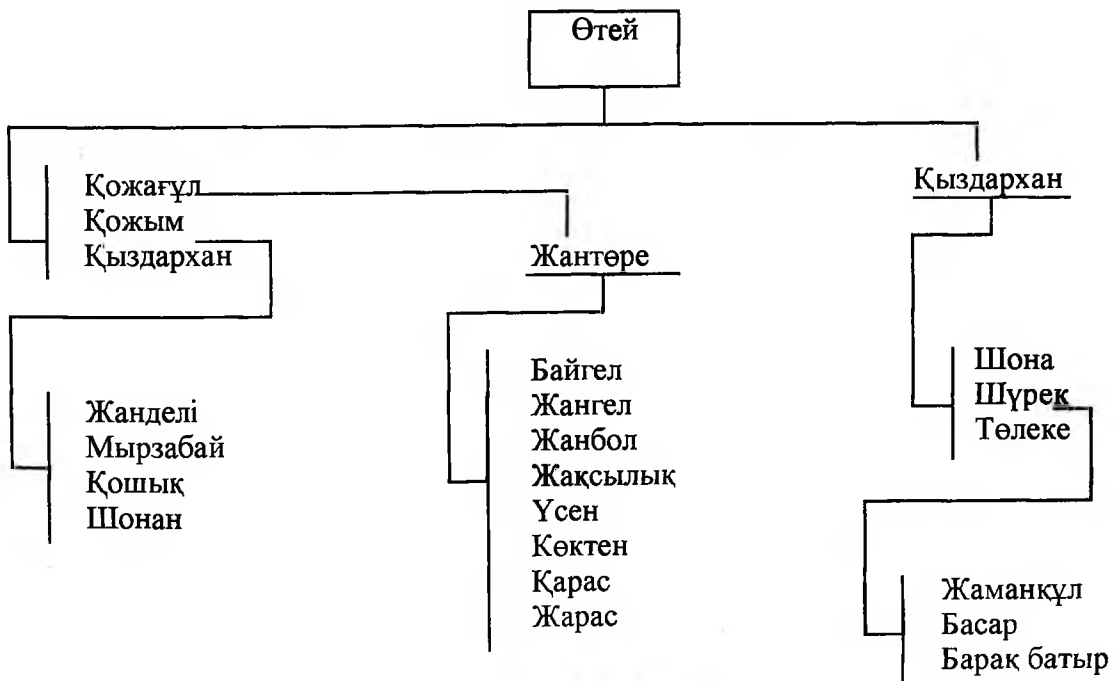 Өтей
Қожағұл
Қожым
Қыздархан
Жантөре
Қыздархан
Жанделі
Мырзабай
Қошық
Шонан
Байгел
Жангел
Жанбол
Жақсылық
Үсен
Көктен
Қарас
Жарас
Шона
Шүрек
Төлеке
Жаманқұл
Басар
Барақ батыр